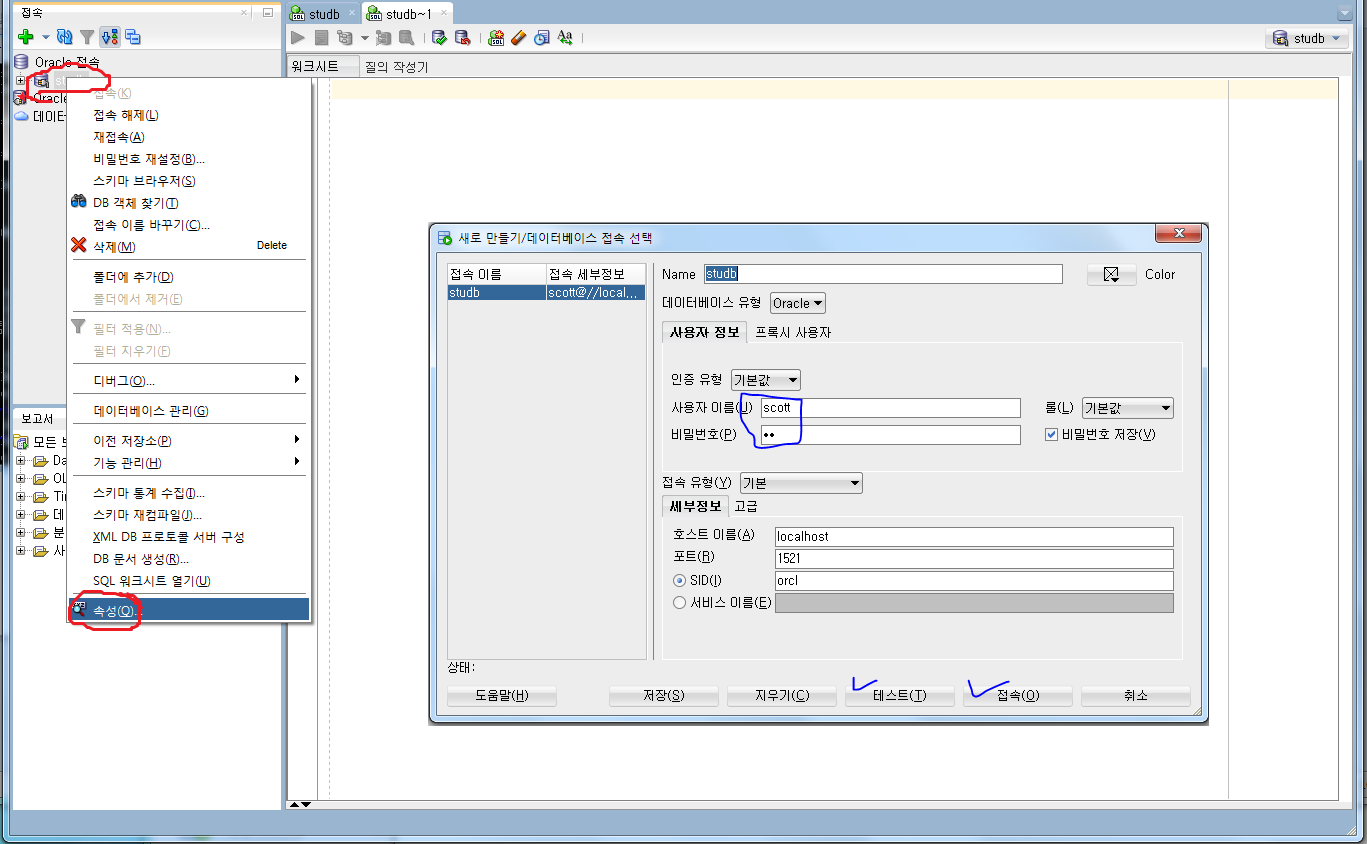 접속
Oracle 접속
접속(K)
접속 해제(L)
재접속(A)
비밀번호 재설정(B)...
스키마 브라우저(S)
DB 객체 찾기(T)
접속 이름 바꾸기(C)...
삭제(M) Delete
폴더에 추가(D)
폴더에서 제거(E)
필터 적용(N)...
필터 지우기(F)
디버그(O)...
데이터베이스 관리(G)
이전 저장소(P)
기능 관리(H)
스키마 통계 수집(I)...
스키마 재컴파일(J)...
XML DB 프로토콜 서버 구성
DB 문서 생성(R)...
SQL 워크시트 열기(U)
속성(Q)...
보고서
모든
studb studb~1
studb
워크시트 질의 작성기
새로 만들기/데이터베이스 접속 선택
접속 이름 접속 세부정보
studb scott@//local...
Name studb Color
데이터베이스 유형 Oracle
사용자 정보 프록시 사용자
인증 유형 기본값
사용자 이름(U) scott 롤(L) 기본값
비밀번호(P) •• 비밀번호 저장(V)
접속 유형(Y) 기본
세부정보 고급
호스트 이름(A) localhost
포트(R) 1521
SID(I) orcl
서비스 이름(E)
상태:
도움말(H) 저장(S) 지우기(C) 테스트(T) 접속(O) 취소